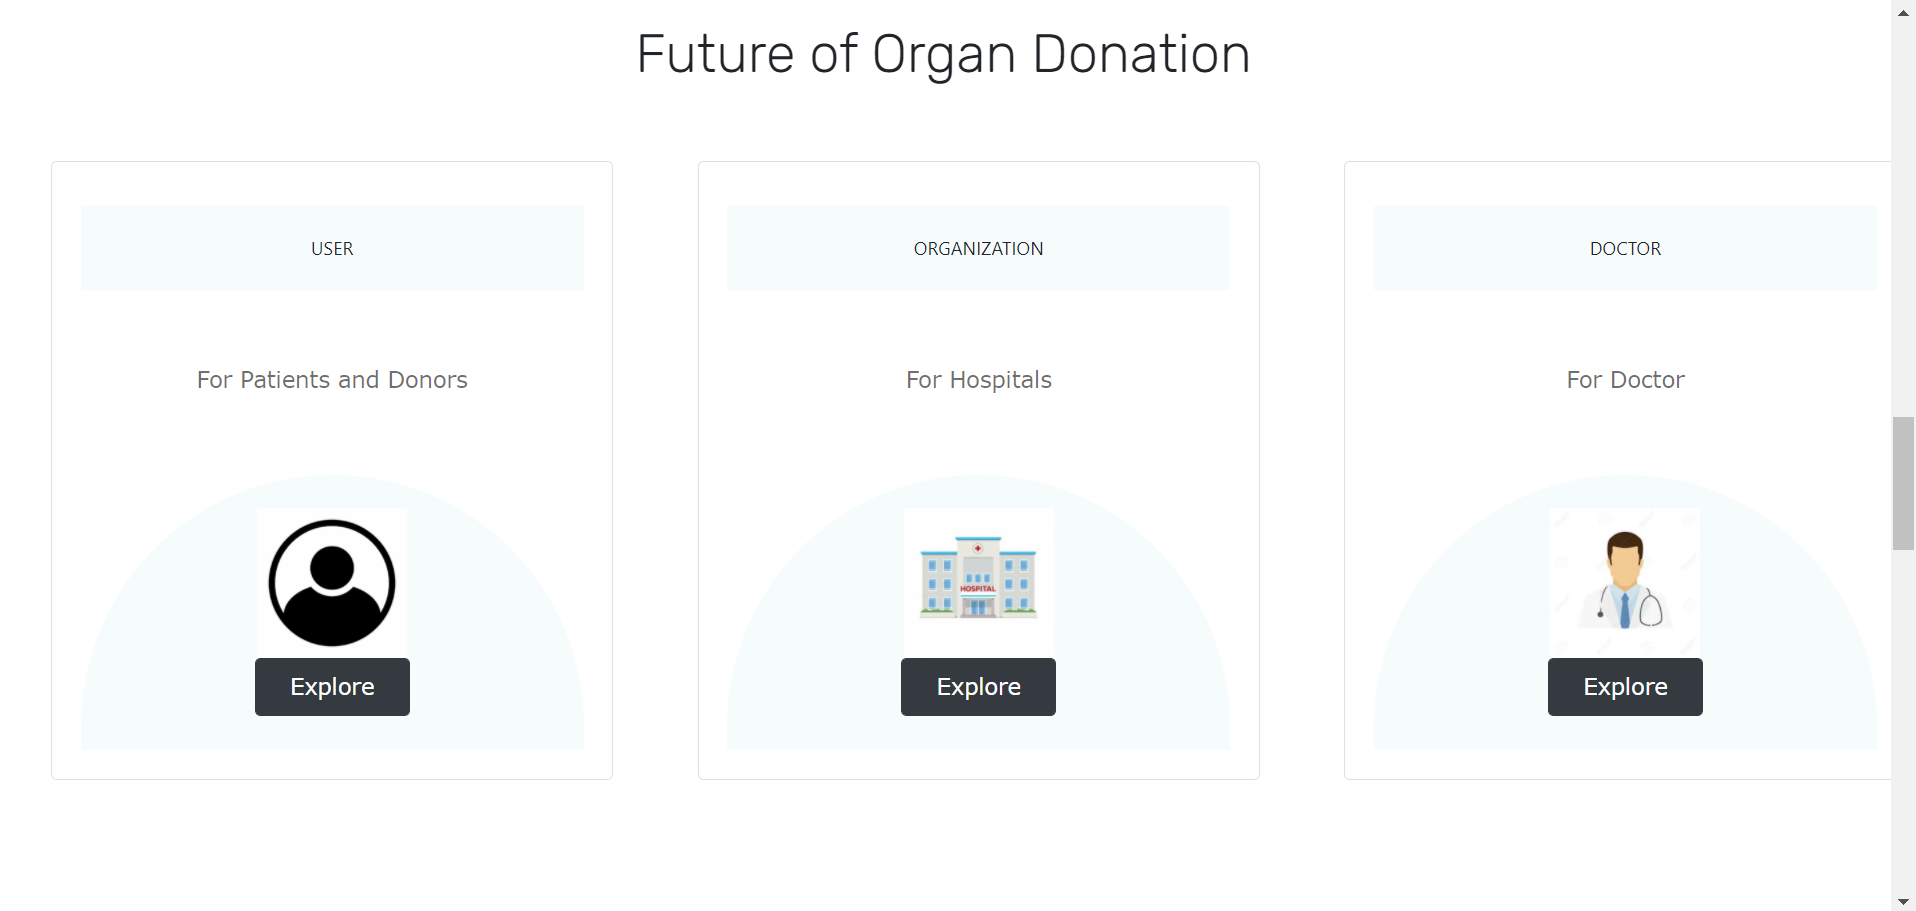 Future of Organ Donation
USER
ORGANIZATION
DOCTOR
For Patients and Donors
For Hospitals
For Doctor
HOSPITAL
Explore
Explore
Explore